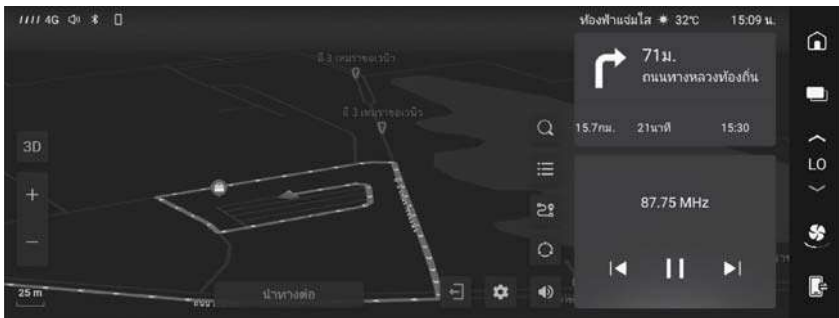 4G
ท้องฟ้าแจ่มใส 32°C 15:09 น.
71ม.
ถนนทางหลวงท้องถิ่น
15.7กม. 21นาที 15:30
3D
+
−
LO
87.75 MHz
25 m
นำทางต่อ